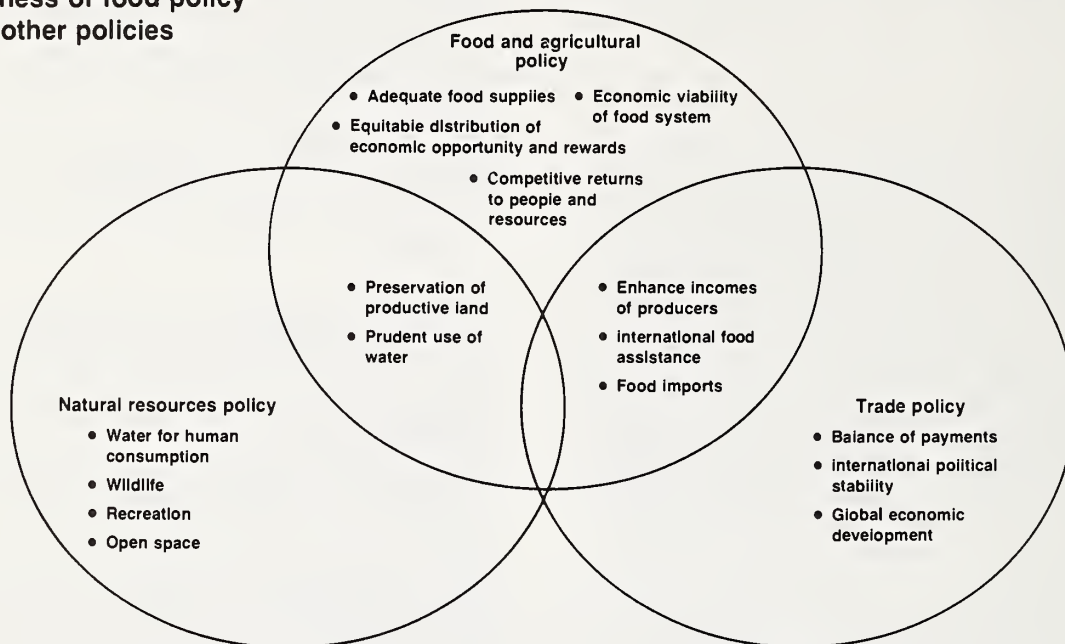 ness of food policy
other policies
Food and agricultural
policy
• Adequate food supplies
• Economic viability
of food system
• Equitable distribution of
economic opportunity and rewards
• Competitive returns
to people and
resources
• Preservation of
productive land
• Prudent use of
water
• Enhance incomes
of producers
• international food
assistance
• Food imports
Natural resources policy
• Water for human
consumption
• Wildlife
• Recreation
• Open space
Trade policy
• Balance of payments
• international political
stability
• Global economic
development